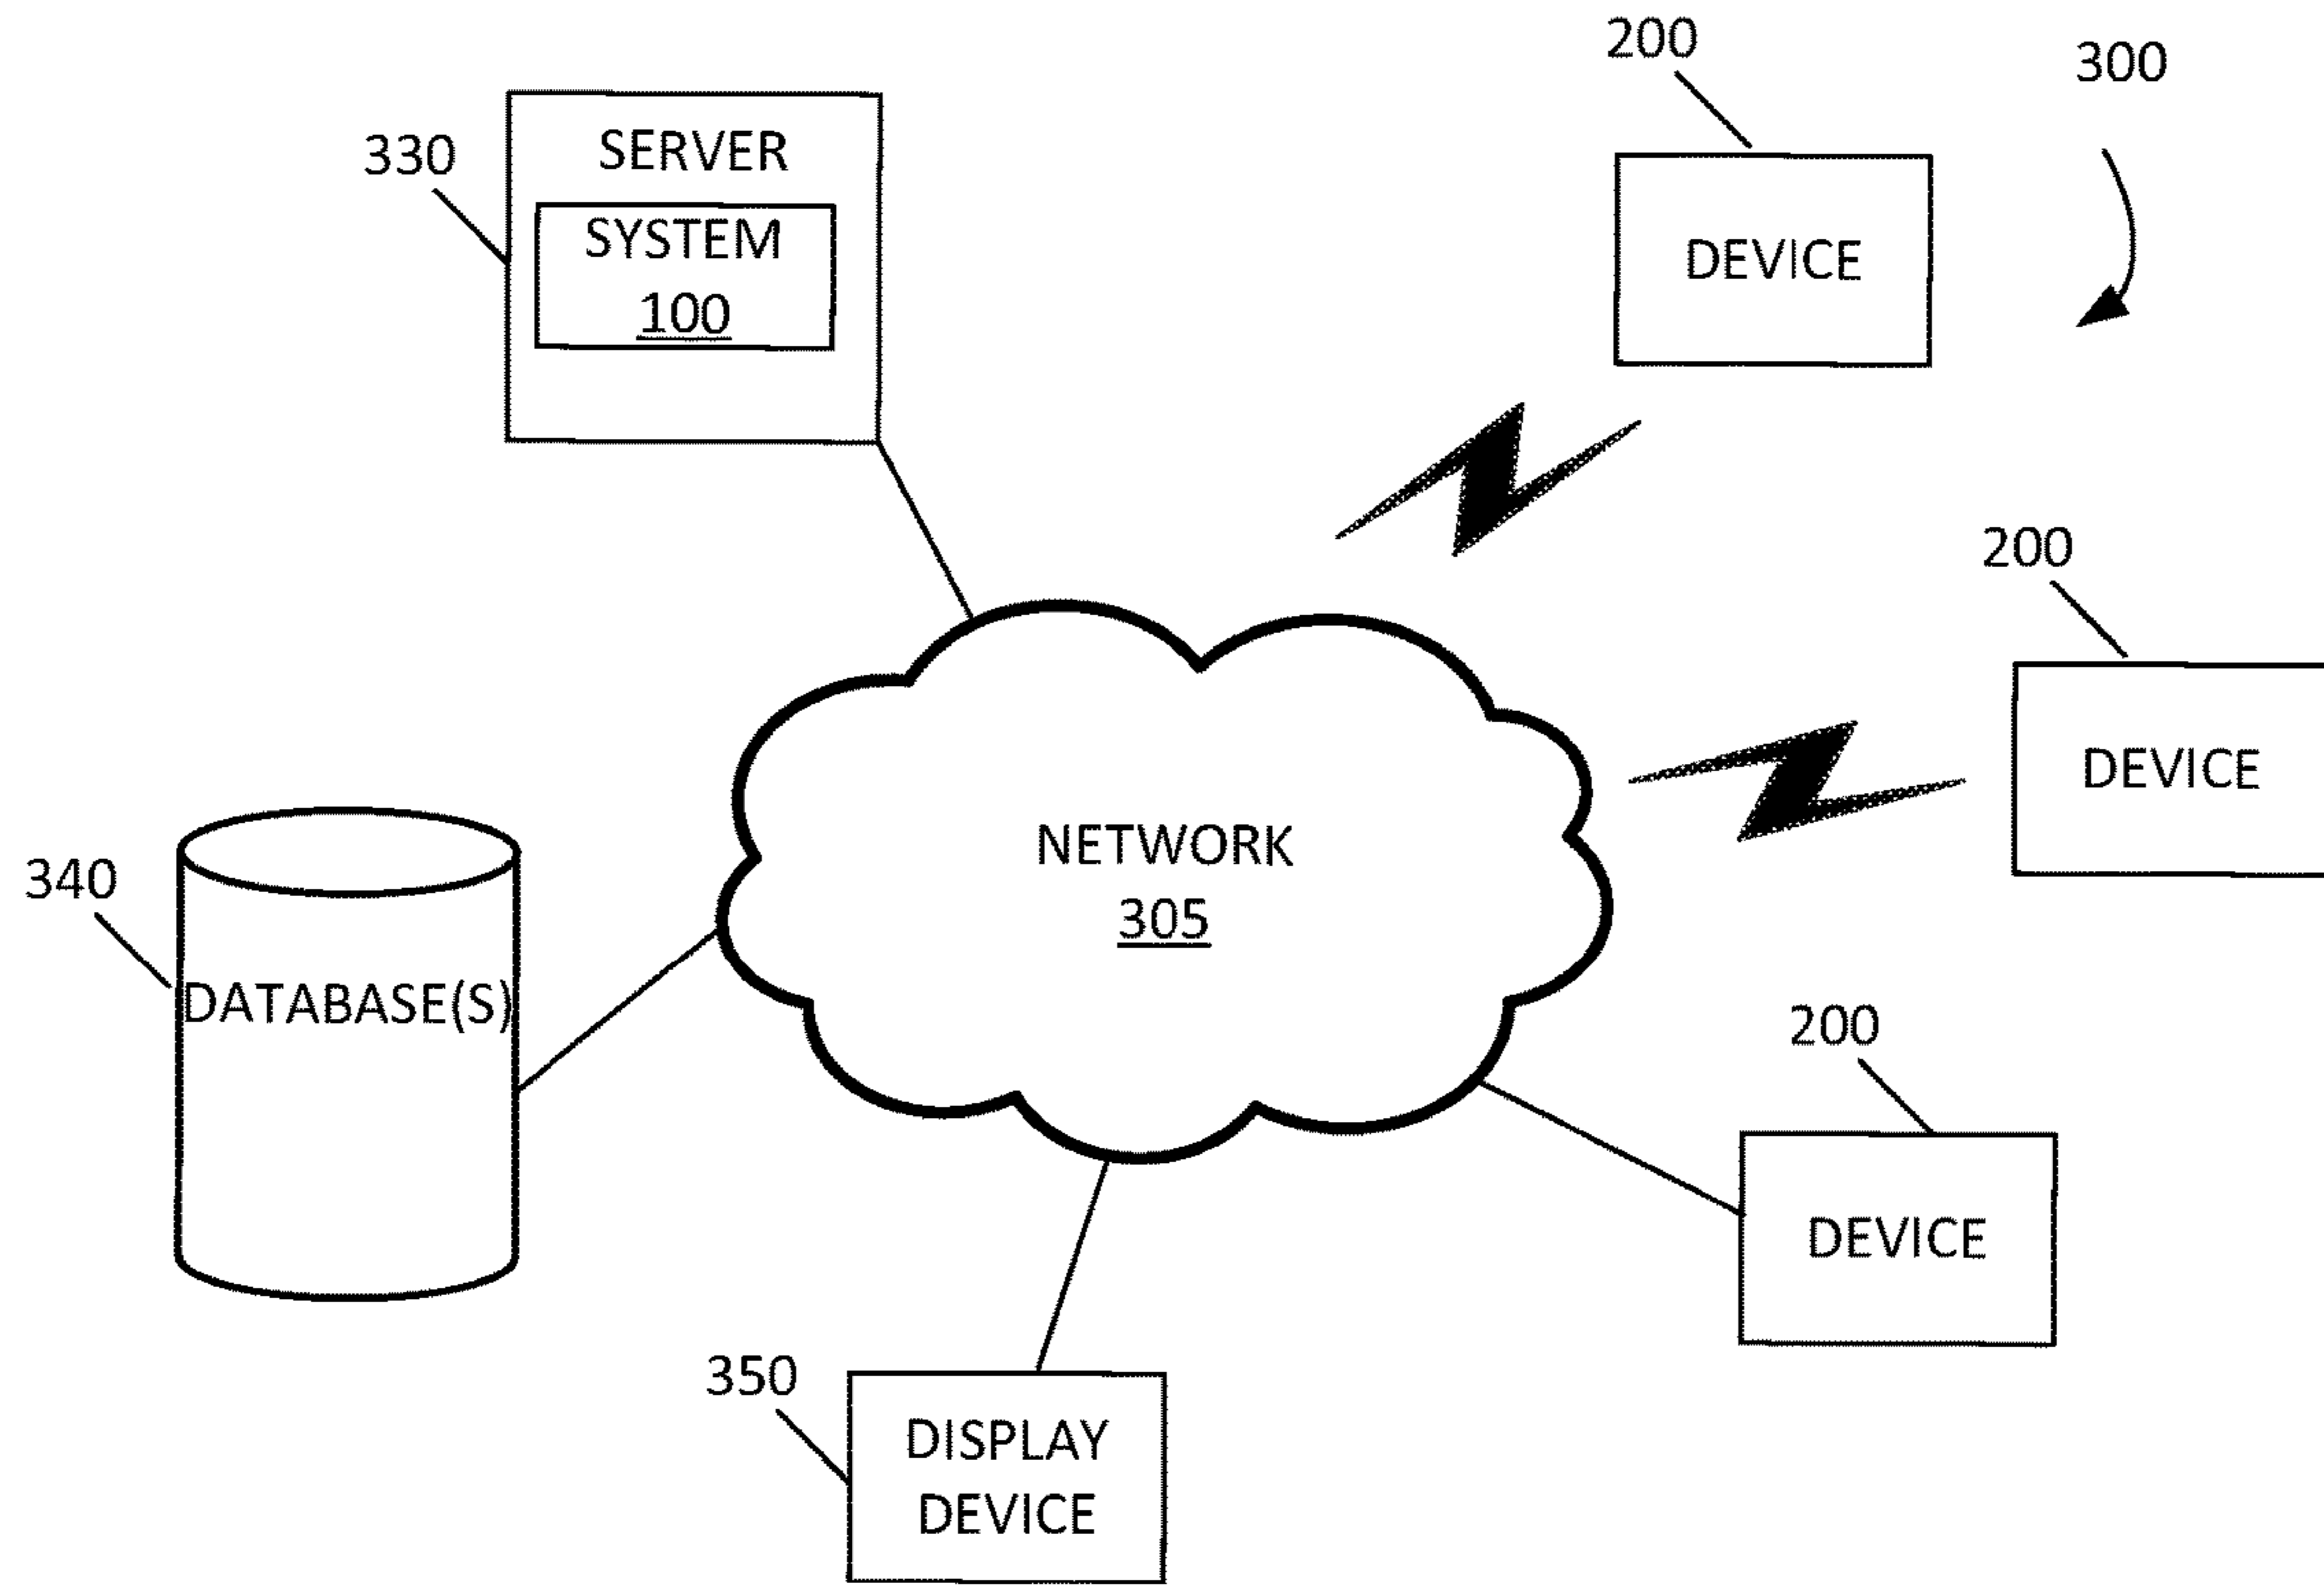 200
300
330
SERVER
SYSTEM
100
DEVICE
200
DEVICE
NETWORK
305
340
DATABASE(S)
200
DEVICE
350
DISPLAY
DEVICE